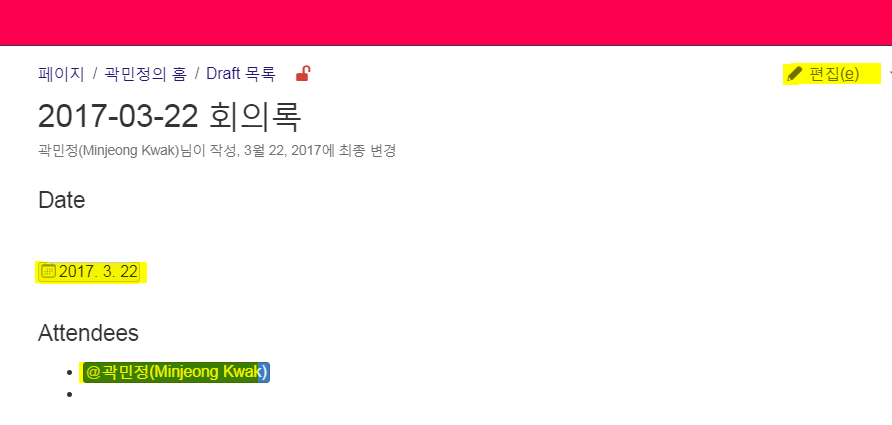 페이지 / 곽민정의 홈 / Draft 목록
편집(e)
2017-03-22 회의록
곽민정(Minjeong Kwak)님이 작성, 3월 22, 2017에 최종 변경
Date
2017. 3. 22
Attendees
@곽민정(Minjeong Kwak)